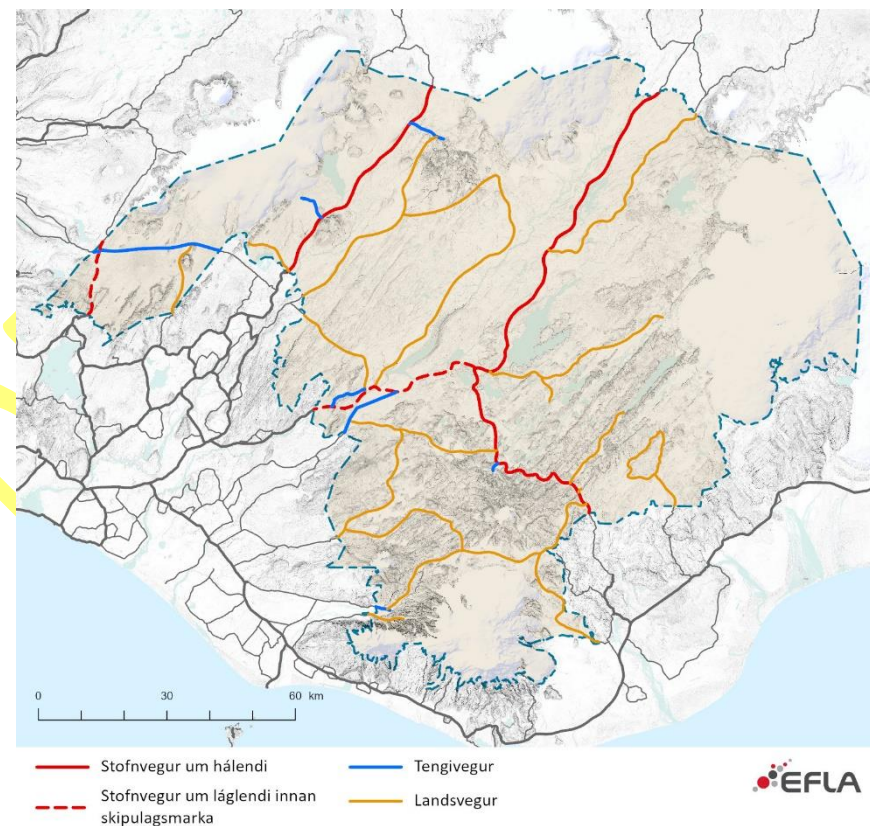 0 30 60 km
Stofnvegur um hálendi
Tengivegur
Stofnvegur um láglendi innan
skipulagsmarka
Landsvegur
EFLA